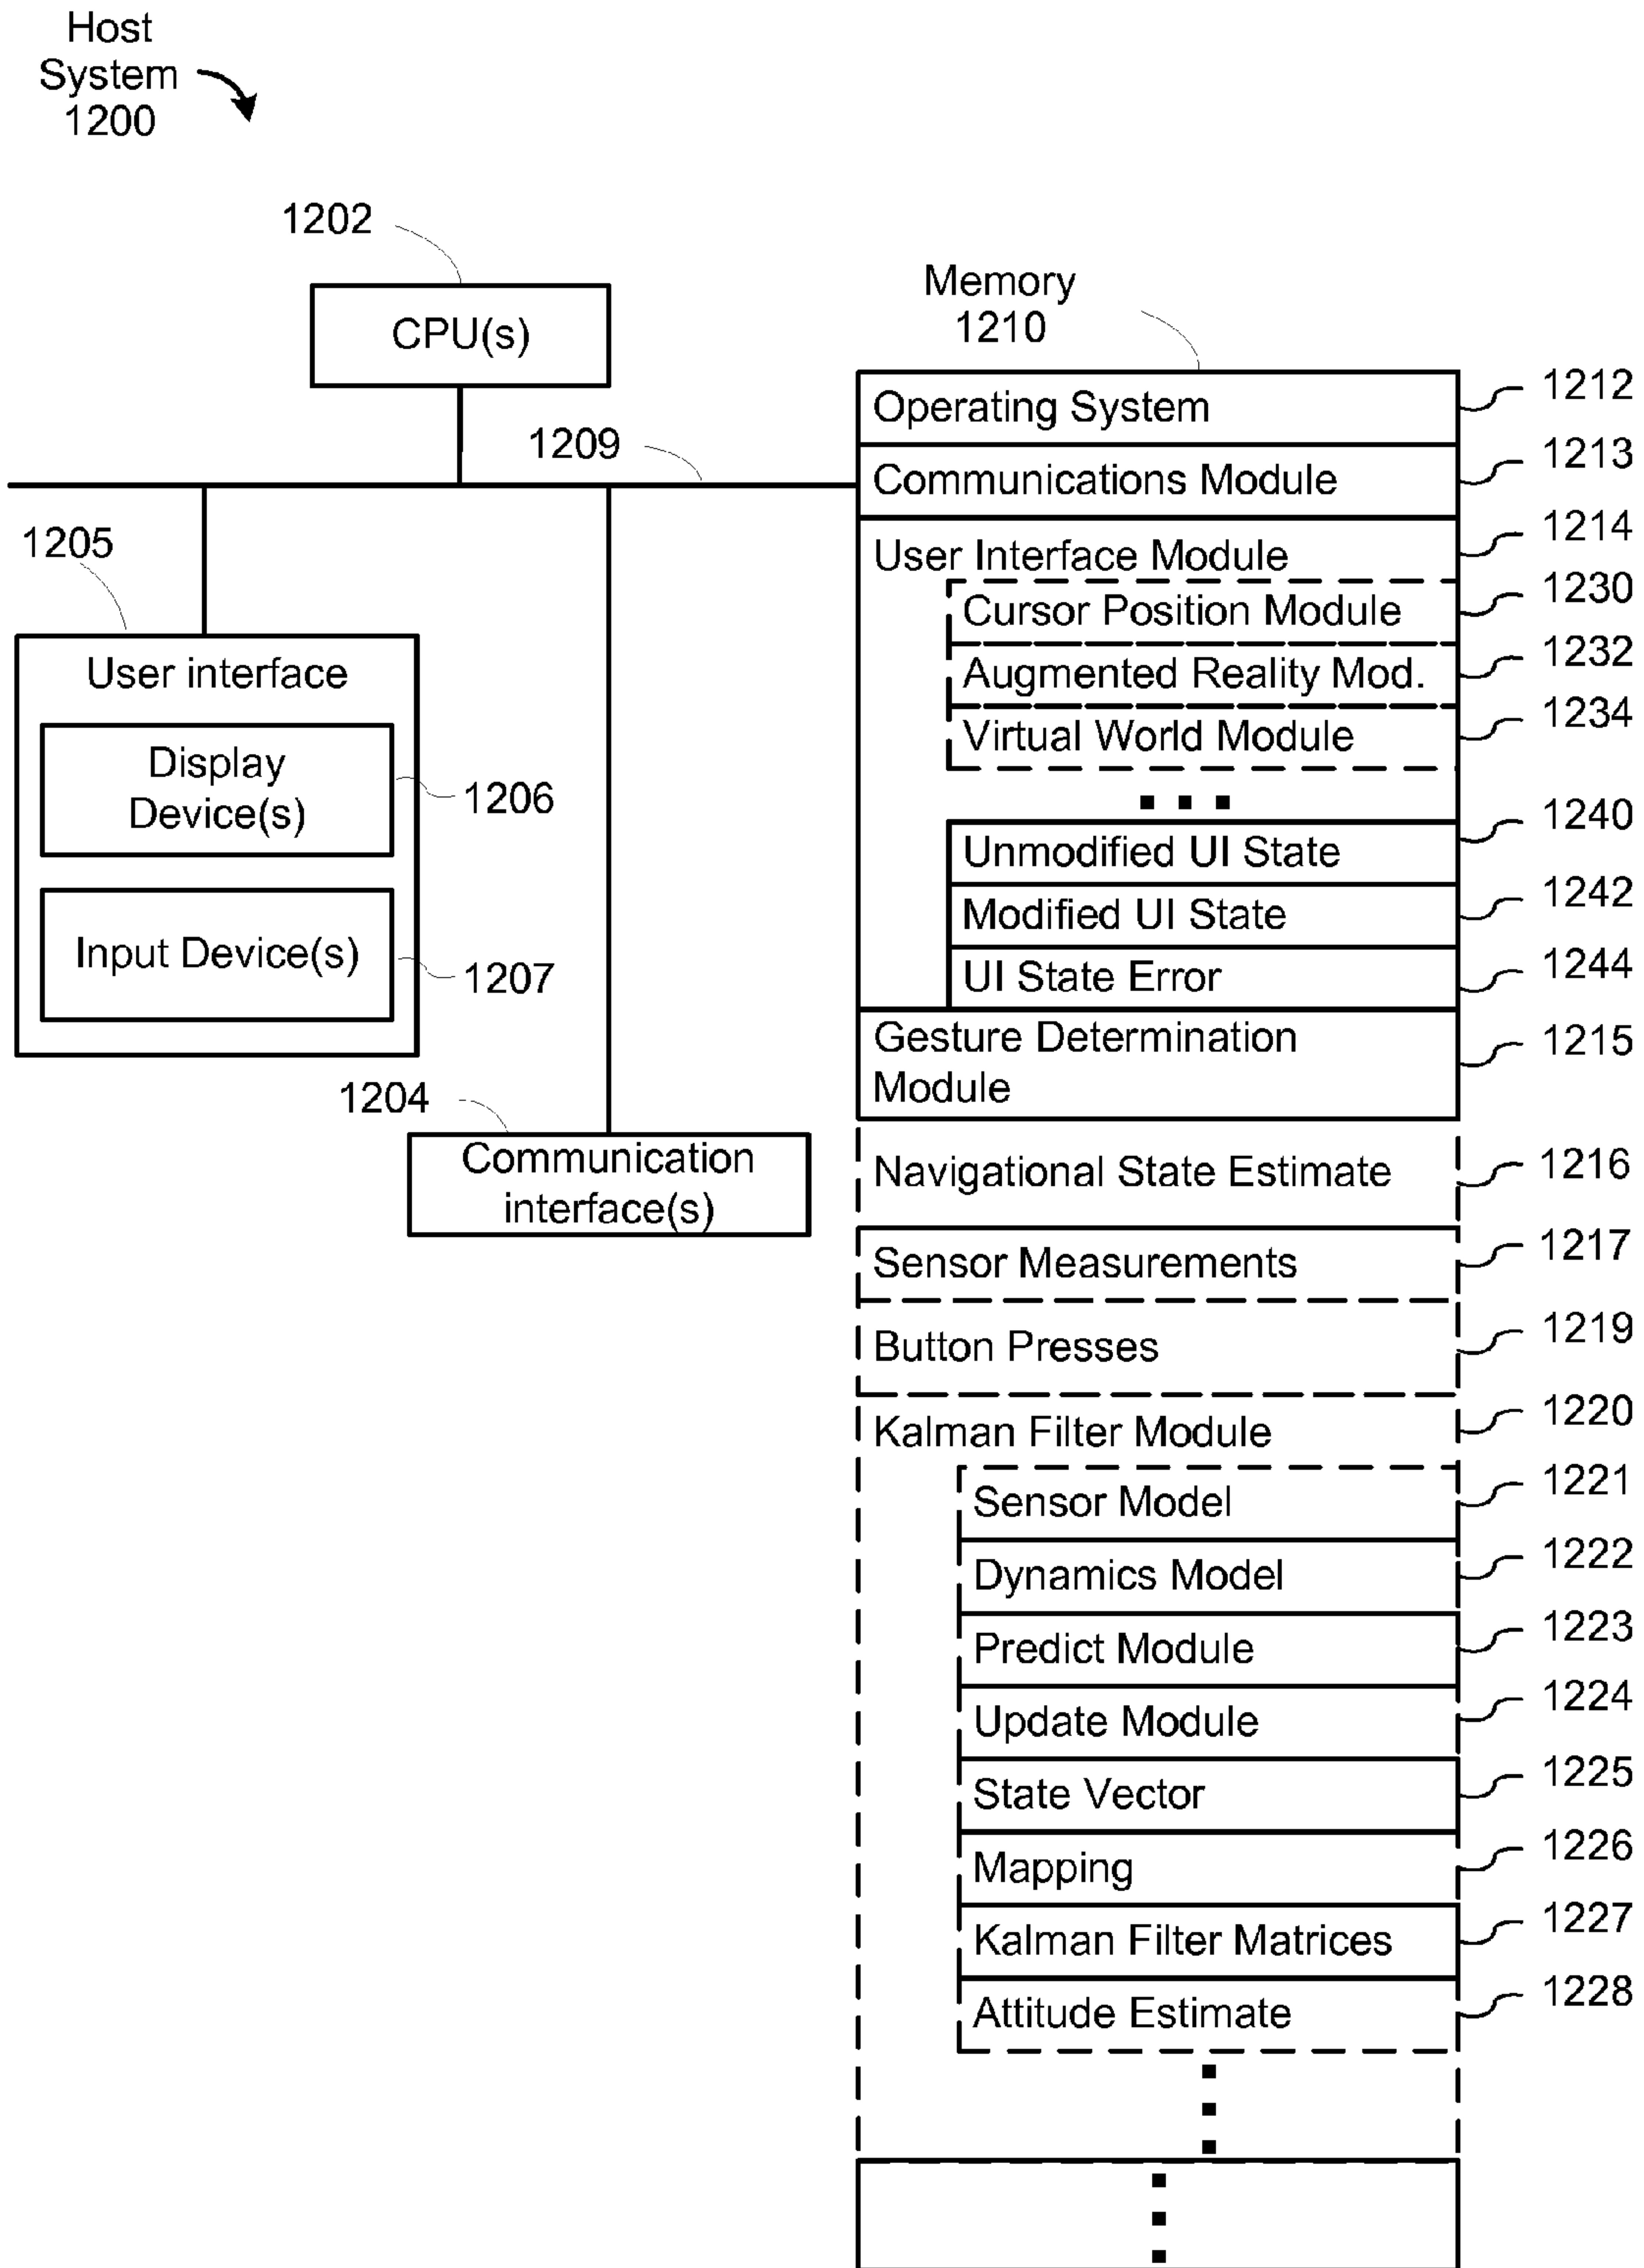 Host
System
1200
1202
CPU(s)
1209
1205
User interface
Display
Device(s)
1206
Input Device(s)
1207
1204
Communication
interface(s)
Memory
1210
Operating System
1212
Communications Module
1213
User Interface Module
1214
Cursor Position Module
1230
Augmented Reality Mod.
1232
Virtual World Module
1234
Unmodified UI State
1240
Modified UI State
1242
UI State Error
1244
Gesture Determination
Module
1215
Navigational State Estimate
1216
Sensor Measurements
1217
Button Presses
1219
Kalman Filter Module
1220
Sensor Model
1221
Dynamics Model
1222
Predict Module
1223
Update Module
1224
State Vector
1225
Mapping
1226
Kalman Filter Matrices
1227
Attitude Estimate
1228